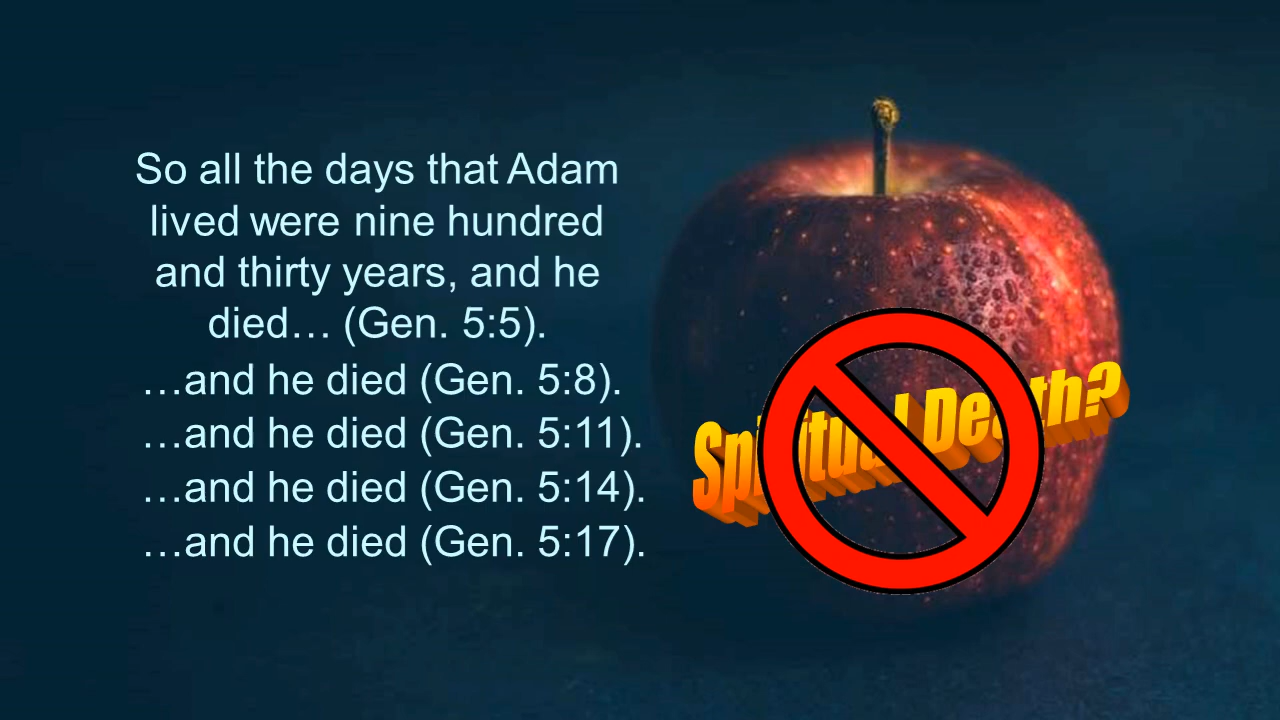 So all the days that Adam
lived were nine hundred
and thirty years, and he
died… (Gen. 5:5).
…and he died (Gen. 5:8).
…and he died (Gen. 5:11).
…and he died (Gen. 5:14).
…and he died (Gen. 5:17).
Spiritual Death?